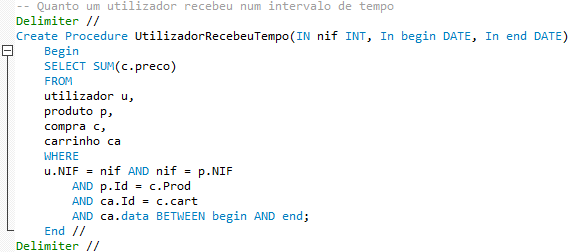 -- Quanto um utilizador recebeu num intervalo de tempo
Delimiter //
Create Procedure UtilizadorRecebeuTempo(IN nif INT, In begin DATE, In end DATE)
Begin
SELECT SUM(c.preco)
FROM
utilizador u,
produto p,
compra c,
carrinho ca
WHERE
u.NIF = nif AND nif = p.NIF
AND p.Id = c.Prod
AND ca.Id = c.cart
AND ca.data BETWEEN begin AND end;
End //
Delimiter //